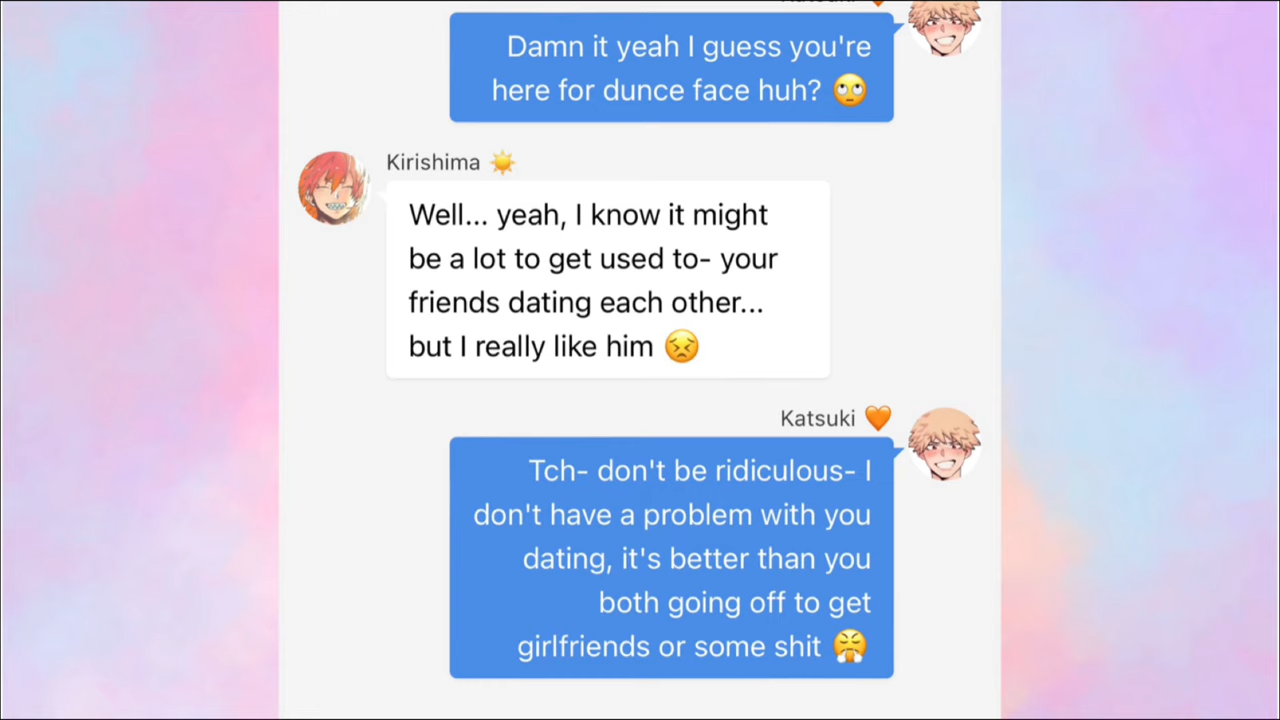 Damn it yeah I guess you're
here for dunce face huh? 🙄
Kirishima ☀️
Well... yeah, I know it might
be a lot to get used to- your
friends dating each other...
but I really like him 😣
Katsuki 🧡
Tch- don't be ridiculous- I
don't have a problem with you
dating, it's better than you
both going off to get
girlfriends or some shit 😤